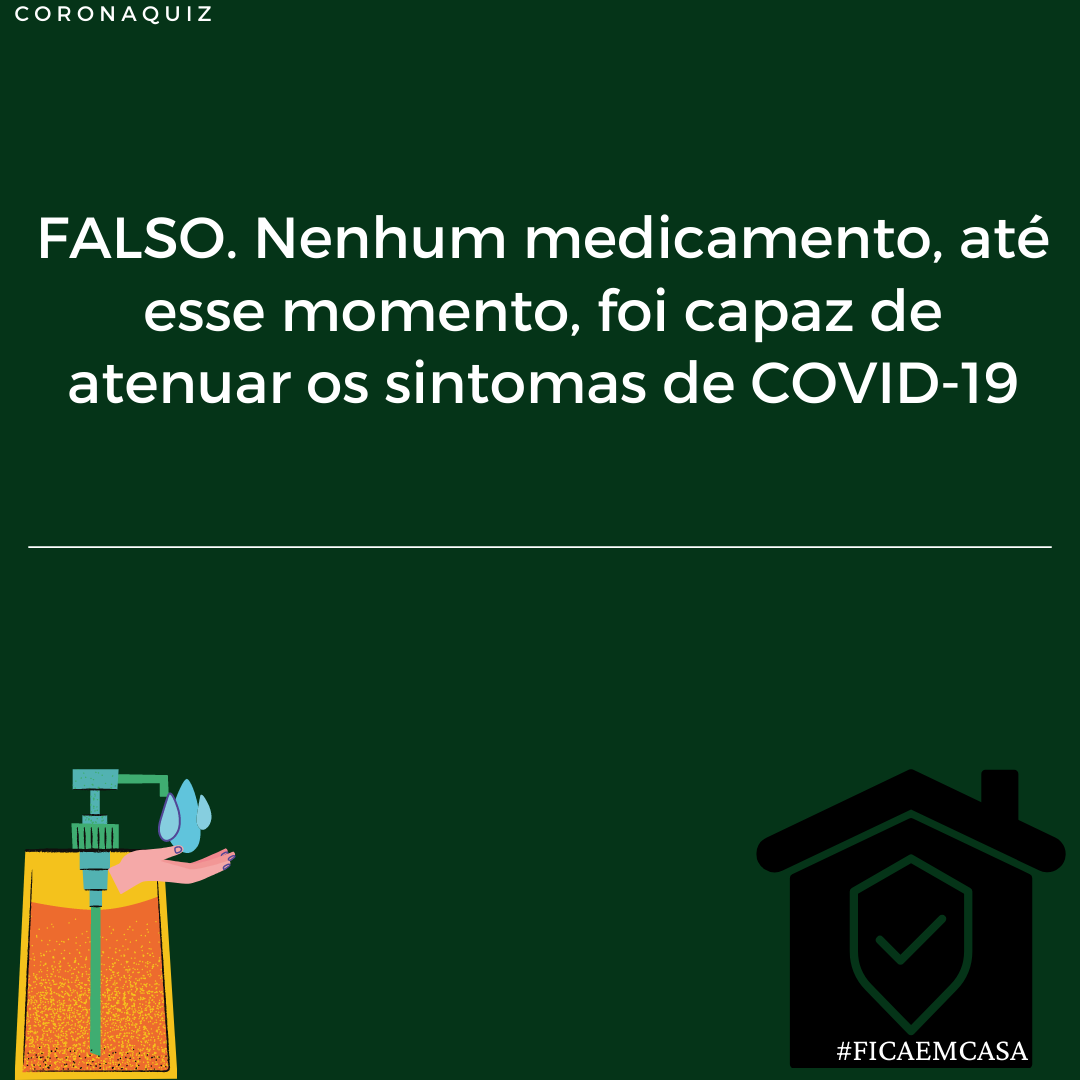 CORONAQUIZ
FALSO. Nenhum medicamento, até
esse momento, foi capaz de
atenuar os sintomas de COVID-19
#FICAEMCASA